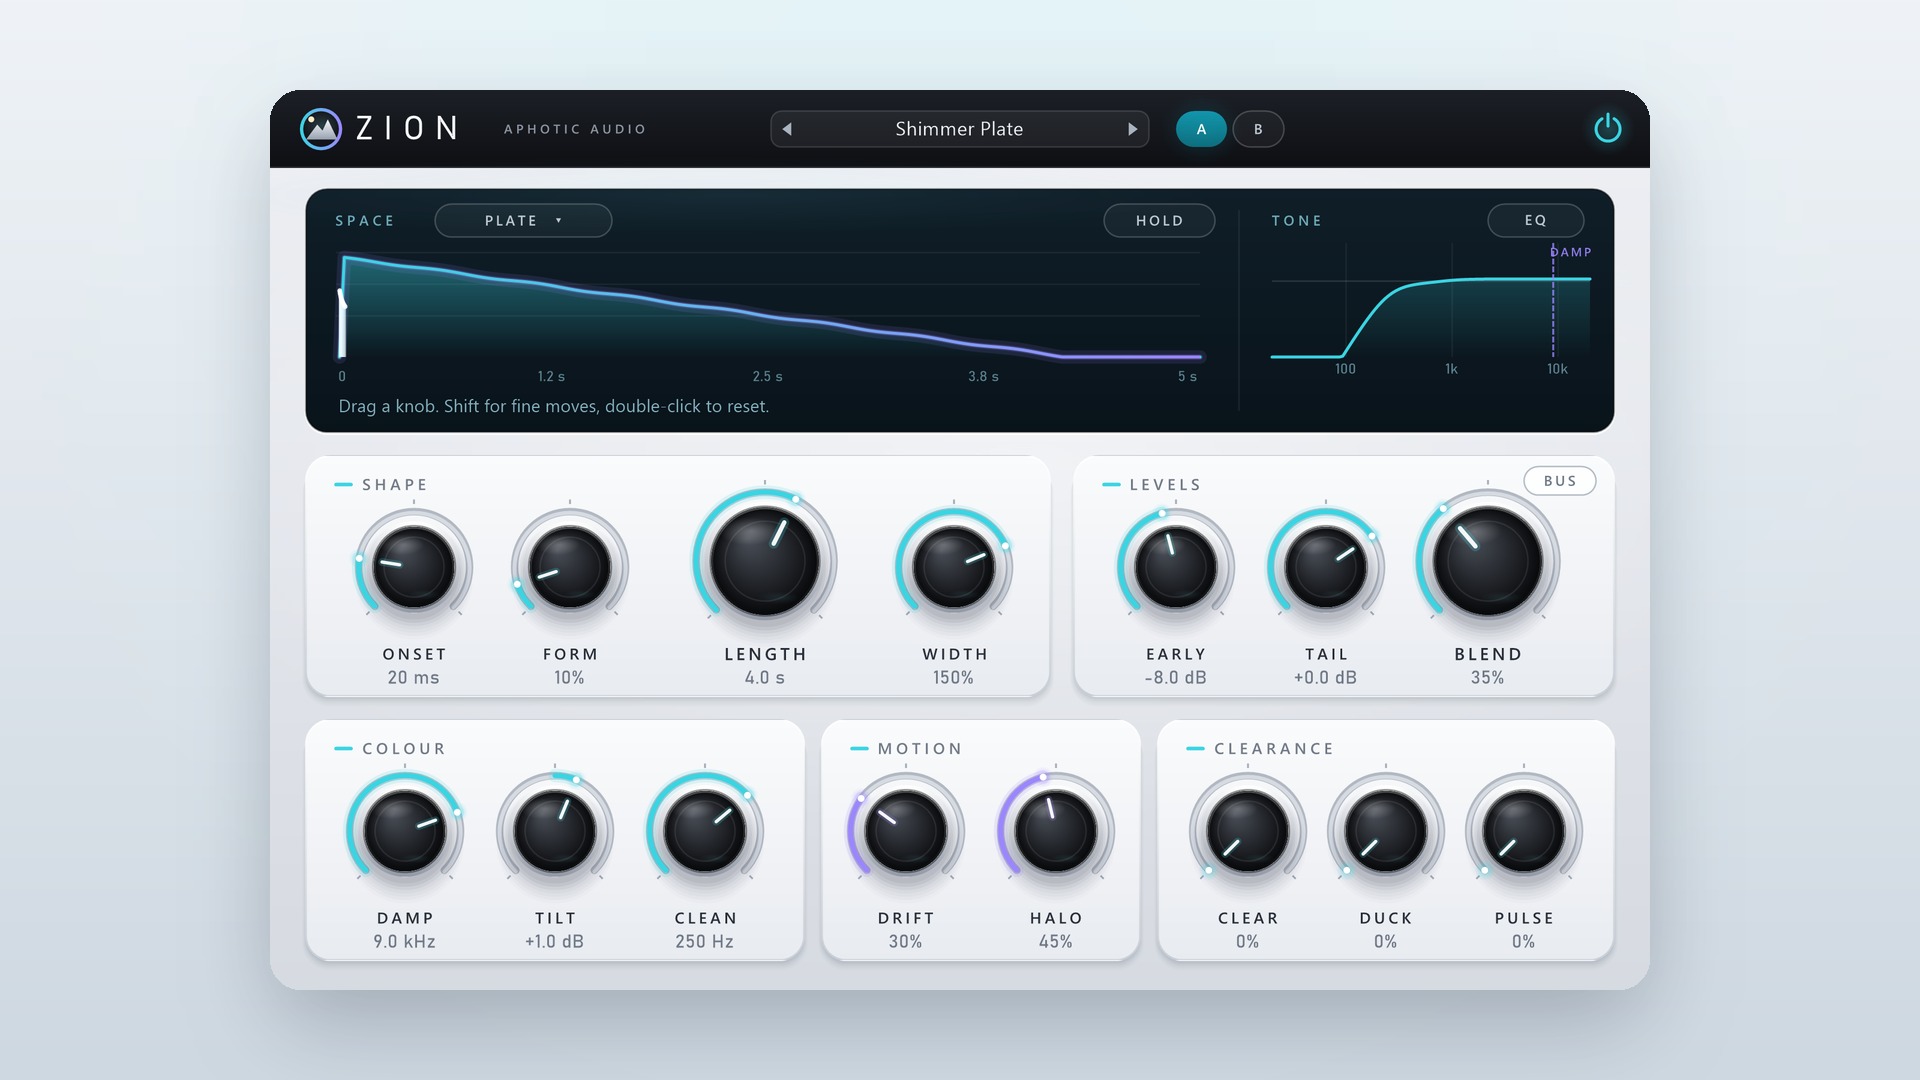 ZION
APHOTIC AUDIO
Shimmer Plate
A
B
SPACE
PLATE
HOLD
TONE
EQ
DAMP
0
1.2 s
2.5 s
3.8 s
5 s
100
1k
10k
Drag a knob. Shift for fine moves, double-click to reset.
SHAPE
ONSET
20 ms
FORM
10%
LENGTH
4.0 s
WIDTH
150%
LEVELS
BUS
EARLY
-8.0 dB
TAIL
+0.0 dB
BLEND
35%
COLOUR
DAMP
9.0 kHz
TILT
+1.0 dB
CLEAN
250 Hz
MOTION
DRIFT
30%
HALO
45%
CLEARANCE
CLEAR
0%
DUCK
0%
PULSE
0%